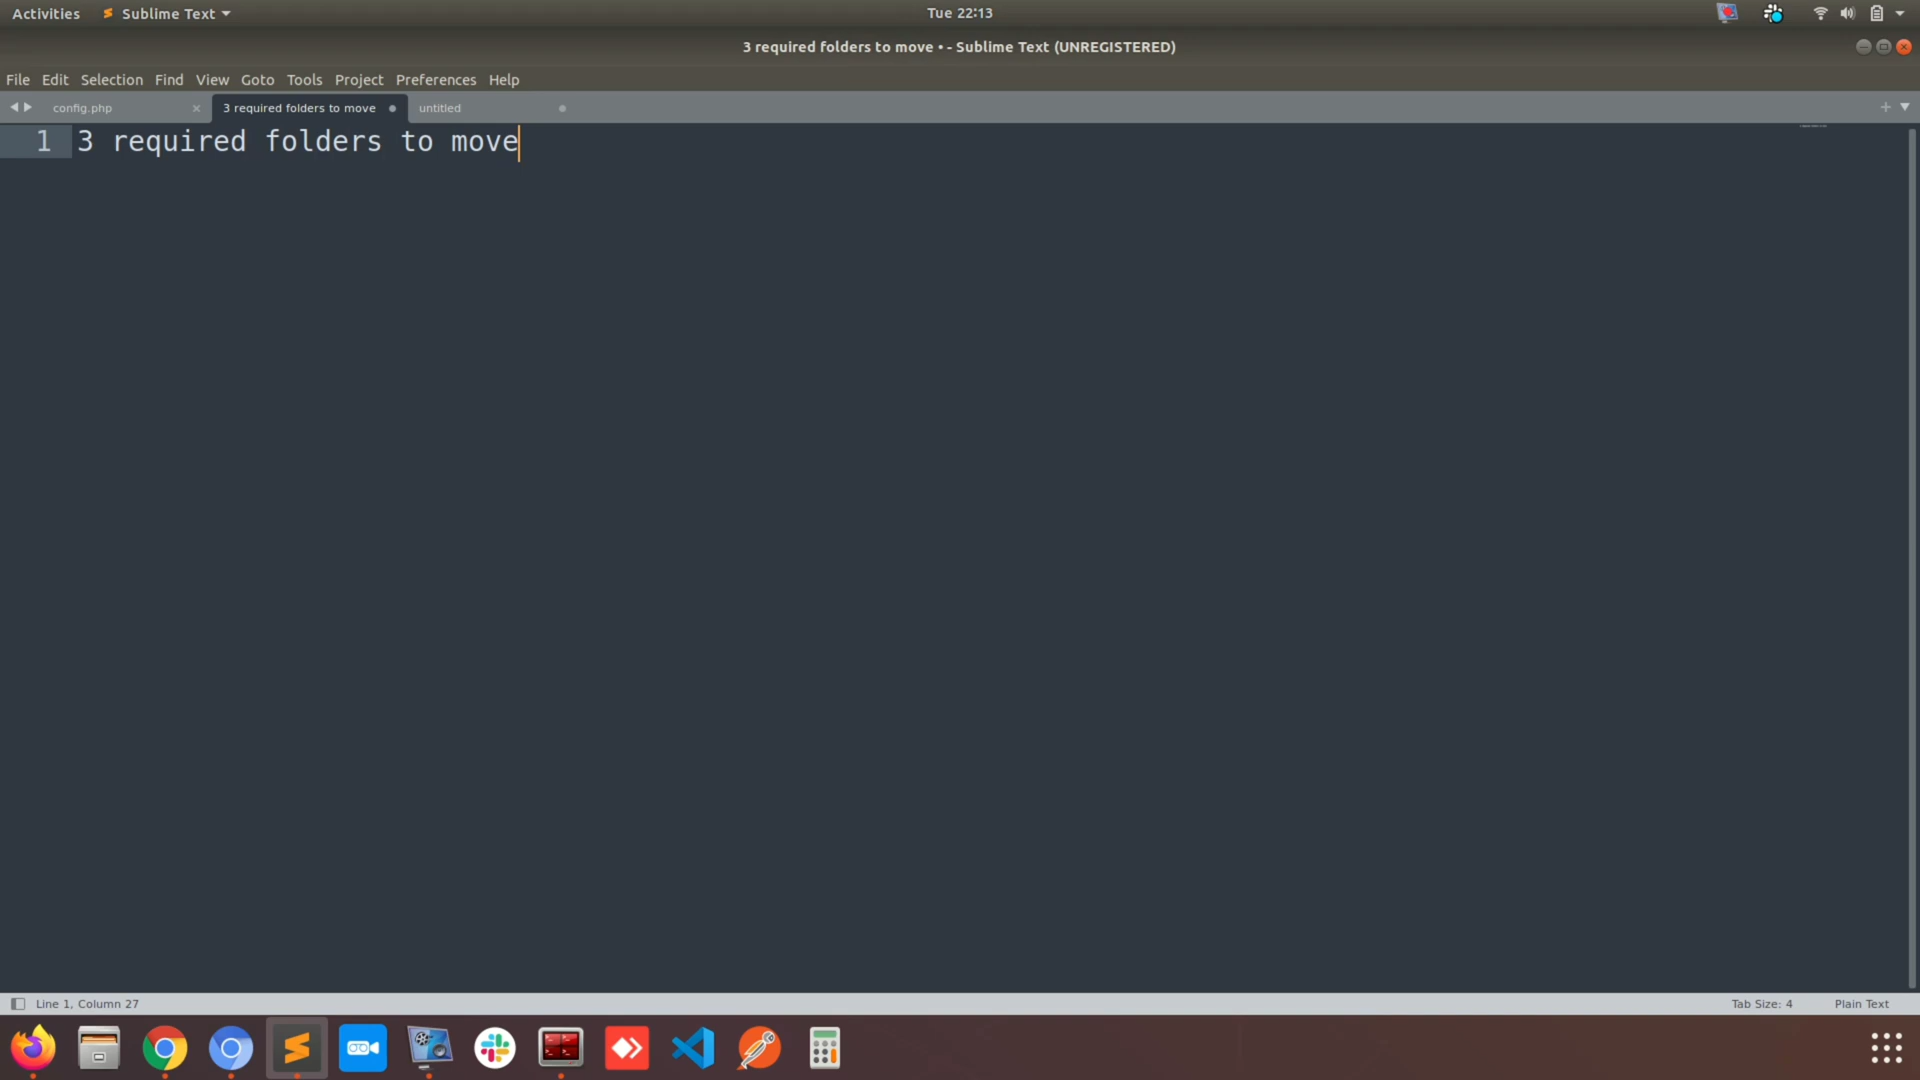 Activities Sublime Text Tue 22:13
3 required folders to move • - Sublime Text (UNREGISTERED)
File Edit Selection Find View Goto Tools Project Preferences Help
config.php 3 required folders to move untitled
1 3 required folders to move
Line 1, Column 27 Tab Size: 4 Plain Text